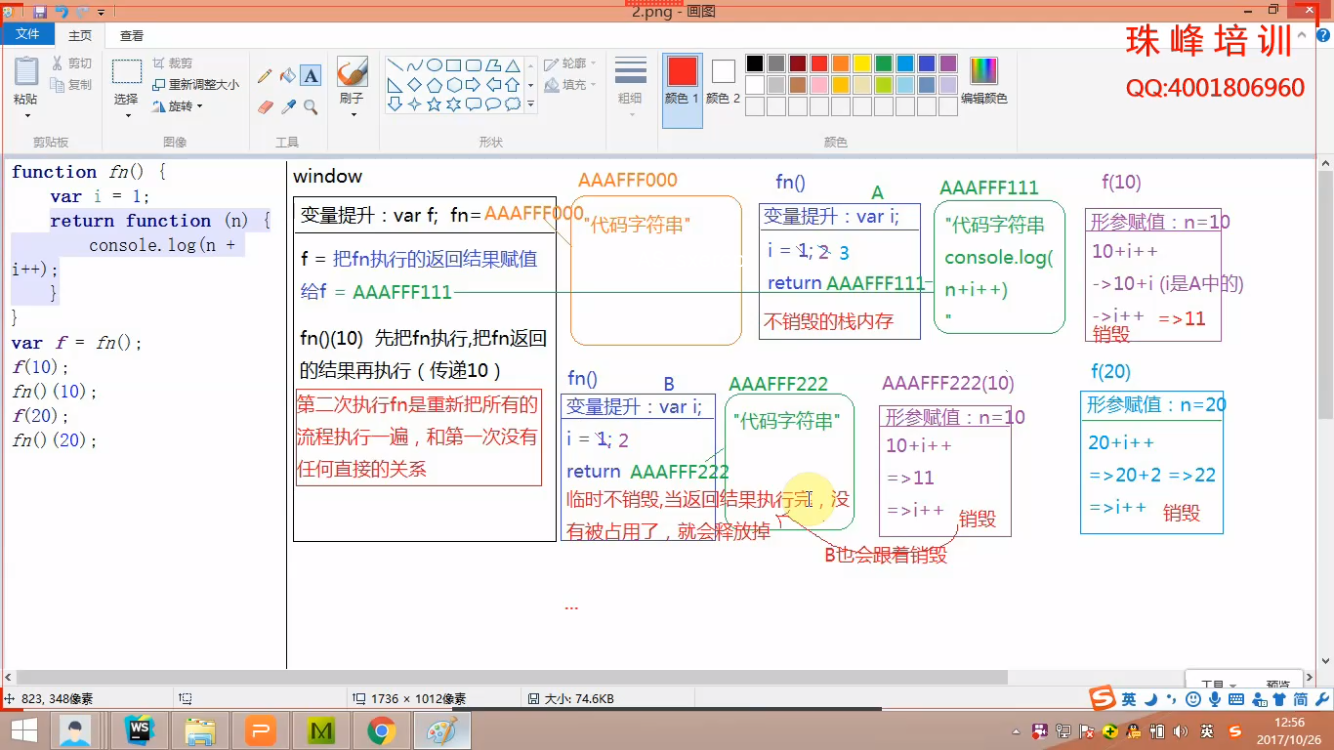 2.png - 画图
文件
主页
查看
珠峰培训
QQ:4001806960
粘贴
剪切
复制
剪贴板
选择
裁剪
重新调整大小
旋转
图像
工具
刷子
形状
轮廓
填充
粗细
颜色 1
颜色 2
编辑颜色
颜色
function fn() {
var i = 1;
return function (n) {
console.log(n +
i++);
}
}
var f = fn();
f(10);
fn()(10);
f(20);
fn()(20);
window
变量提升：var f; fn=AAAFFF000
f = 把fn执行的返回结果赋值
给f = AAAFFF111
fn()(10) 先把fn执行,把fn返回
的结果再执行（传递10）
第二次执行fn是重新把所有的
流程执行一遍，和第一次没有
任何直接的关系
AAAFFF000
"代码字符串"
fn()
A
变量提升：var i;
i = 1; 2 3
return AAAFFF111
不销毁的栈内存
AAAFFF111
"代码字符串
console.log(
n+i++)
"
f(10)
形参赋值：n=10
10+i++
->10+i (i是A中的)
->i++ =>11
销毁
fn()
B
变量提升：var i;
i = 1; 2
return AAAFFF222
临时不销毁,当返回结果执行完，没
有被占用了，就会释放掉
AAAFFF222
"代码字符串"
AAAFFF222(10)
形参赋值：n=10
10+i++
=>11
=>i++ 销毁
B也会跟着销毁
f(20)
形参赋值：n=20
20+i++
=>20+2 =>22
=>i++ 销毁
...
823, 348像素
1736 × 1012像素
大小: 74.6KB
英
简
英
12:56
2017/10/26